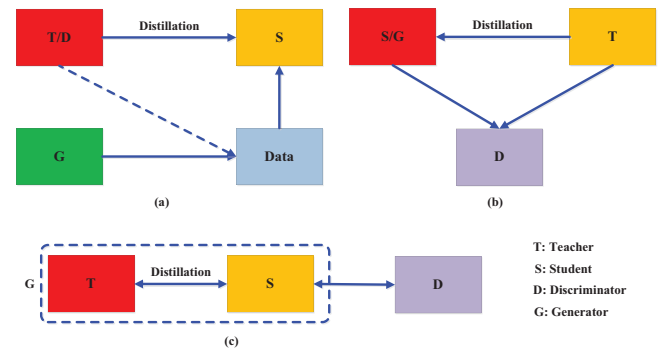 T/D
Distillation
S
G
Data
(a)
S/G
Distillation
T
D
(b)
G
T
Distillation
S
D
(c)
T: Teacher
S: Student
D: Discriminator
G: Generator